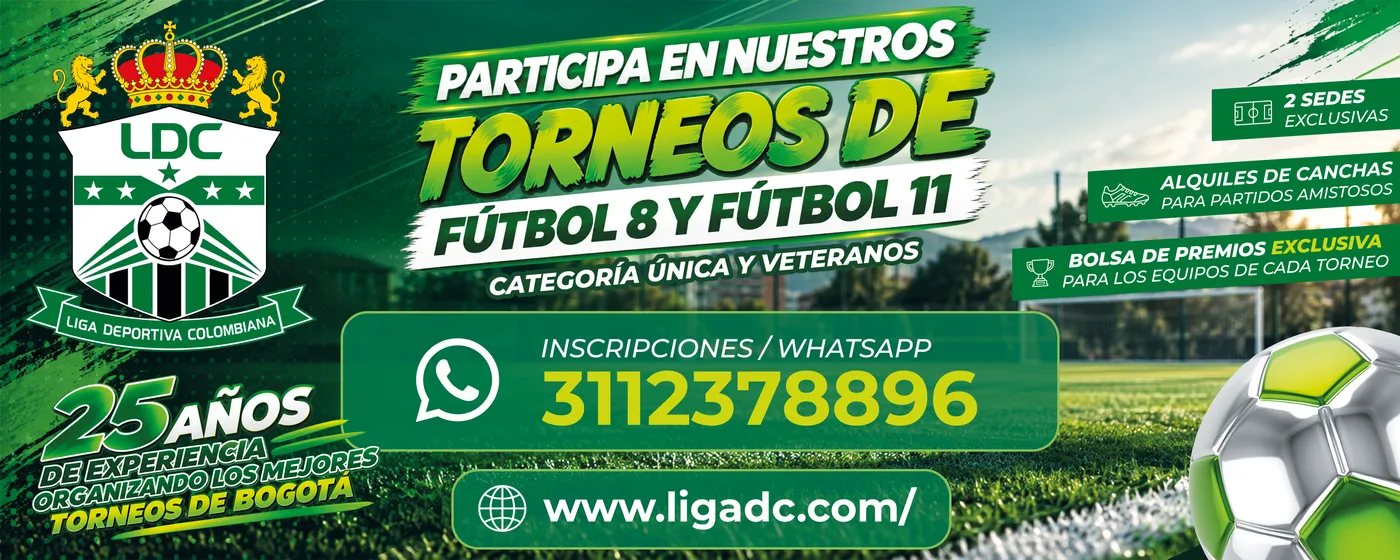 LDC
LIGA DEPORTIVA COLOMBIANA
25 AÑOS
DE EXPERIENCIA
ORGANIZANDO LOS MEJORES
TORNEOS DE BOGOTÁ
PARTICIPA EN NUESTROS
TORNEOS DE
FÚTBOL 8 Y FÚTBOL 11
CATEGORÍA ÚNICA Y VETERANOS
INSCRIPCIONES / WHATSAPP
3112378896
www.ligadc.com/
2 SEDES
EXCLUSIVAS
ALQUILES DE CANCHAS
PARA PARTIDOS AMISTOSOS
BOLSA DE PREMIOS EXCLUSIVA
PARA LOS EQUIPOS DE CADA TORNEO